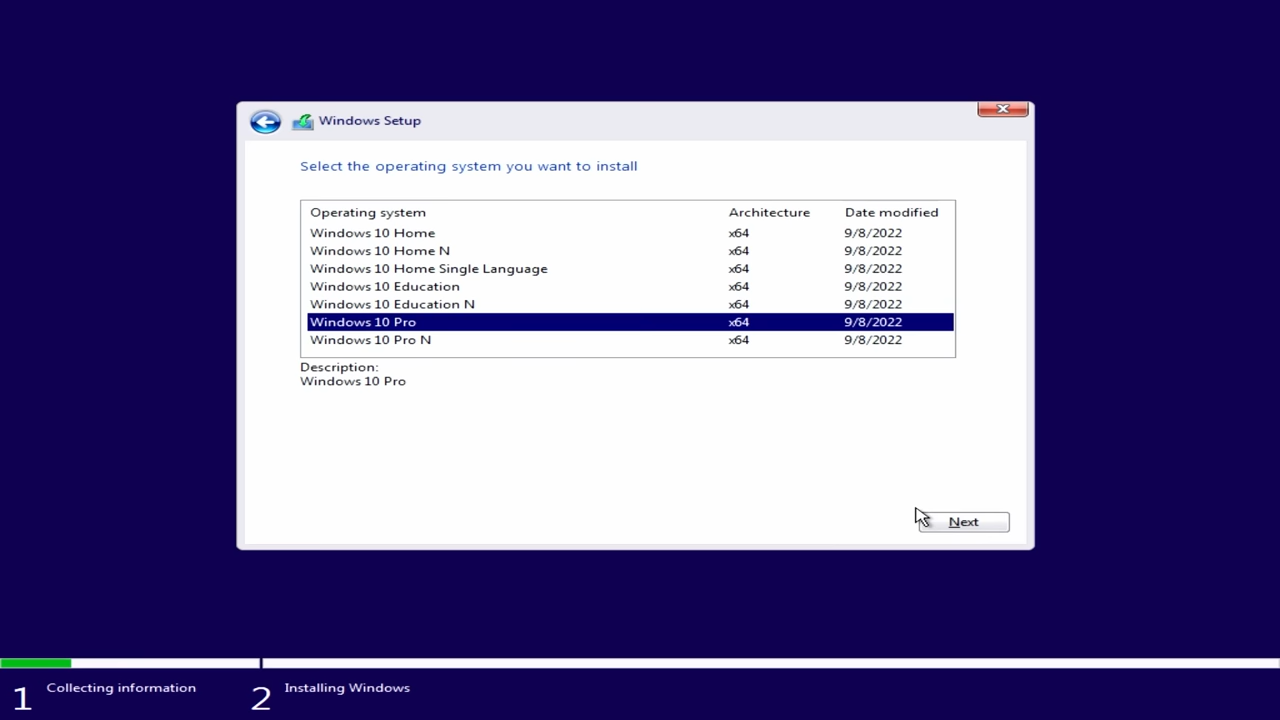 Windows Setup
Select the operating system you want to install
Operating system Architecture Date modified
Windows 10 Home x64 9/8/2022
Windows 10 Home N x64 9/8/2022
Windows 10 Home Single Language x64 9/8/2022
Windows 10 Education x64 9/8/2022
Windows 10 Education N x64 9/8/2022
Windows 10 Pro x64 9/8/2022
Windows 10 Pro N x64 9/8/2022
Description:
Windows 10 Pro
Next
1 Collecting information 2 Installing Windows